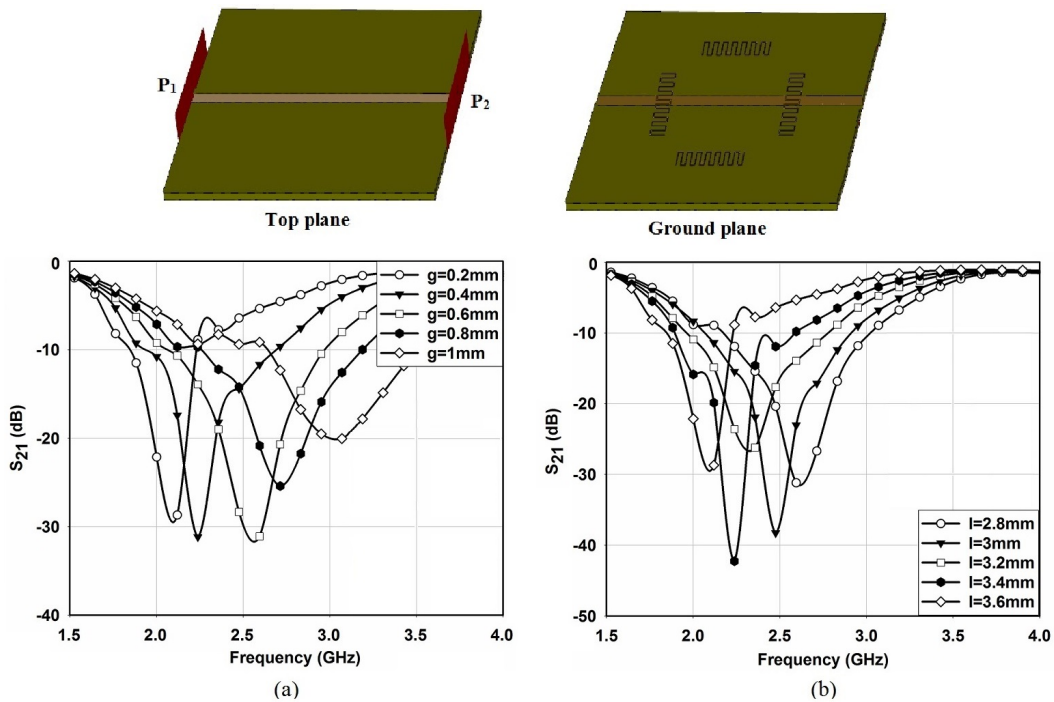 P1
P2
Top plane
Ground plane
0
-10
-20
-30
-40
S21 (dB)
1.5 2.0 2.5 3.0 3.5 4.0
Frequency (GHz)
g=0.2mm
g=0.4mm
g=0.6mm
g=0.8mm
g=1mm
(a)
0
-10
-20
-30
-40
-50
S21 (dB)
1.5 2.0 2.5 3.0 3.5 4.0
Frequency (GHz)
l=2.8mm
l=3mm
l=3.2mm
l=3.4mm
l=3.6mm
(b)